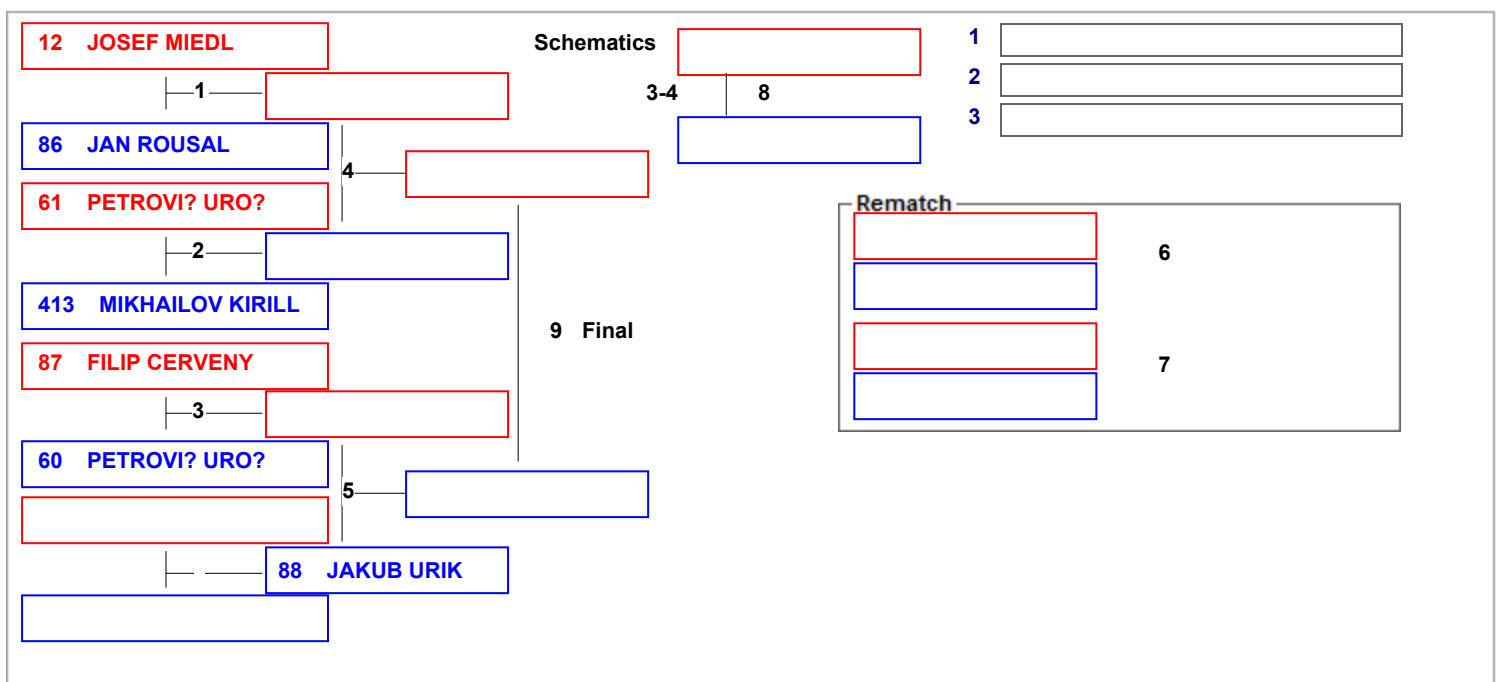 12 JOSEF MIEDL
1
86 JAN ROUSAL
4
61 PETROVI? URO?
2
413 MIKHAILOV KIRILL
87 FILIP CERVENY
3
60 PETROVI? URO?
5
88 JAKUB URIK
9 Final
Schematics
3-4 8
1
2
3
Rematch
6
7